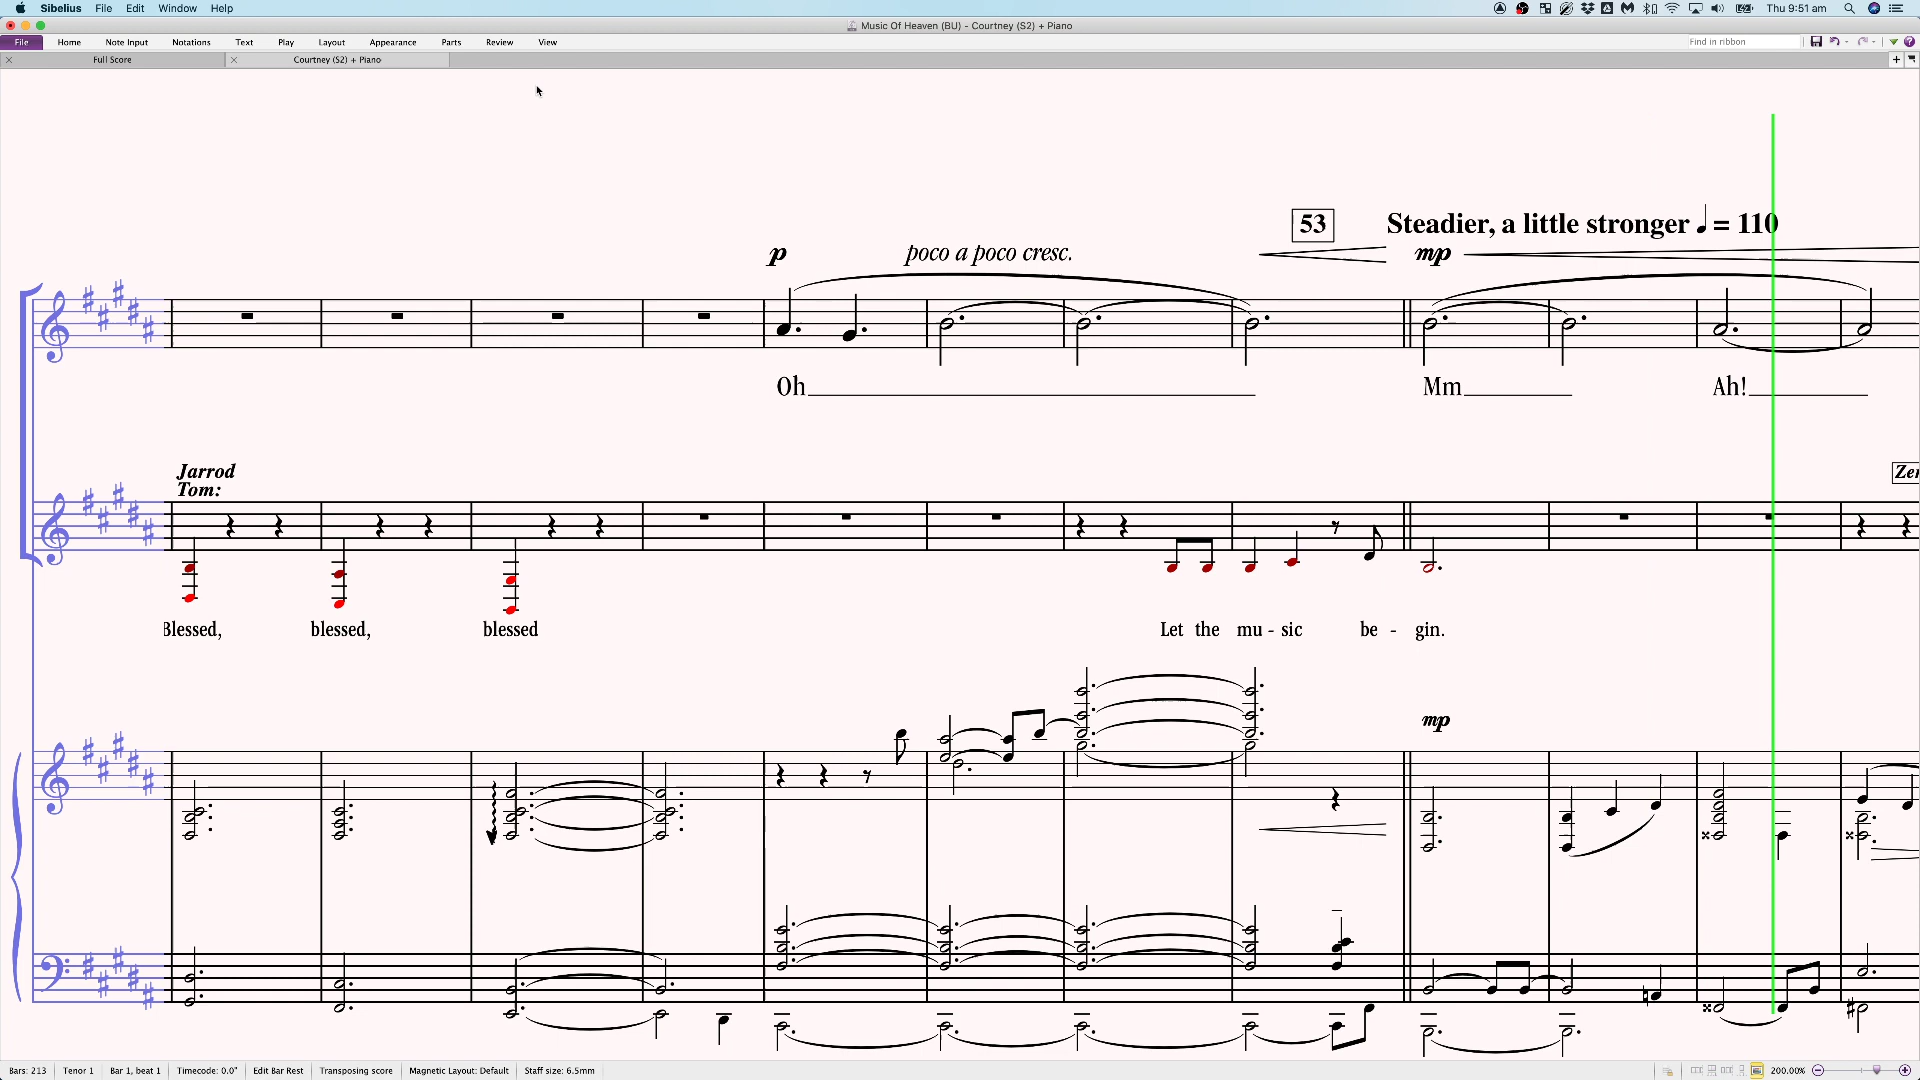 Sibelius File Edit Window Help Thu 9:51 am
Music Of Heaven (BU) - Courtney (S2) + Piano
File Home Note Input Notations Text Play Layout Appearance Parts Review View Find in ribbon
Full Score Courtney (S2) + Piano
53 Steadier, a little stronger ♩ = 110
p poco a poco cresc. mp
Oh Mm Ah!
Jarrod
Tom:
Blessed, blessed, blessed Let the mu - sic be - gin.
mp
Bars: 213 Tenor 1 Bar 1, beat 1 Timecode: 0.0" Edit Bar Rest Transposing score Magnetic Layout: Default Staff size: 6.5mm 200.00%